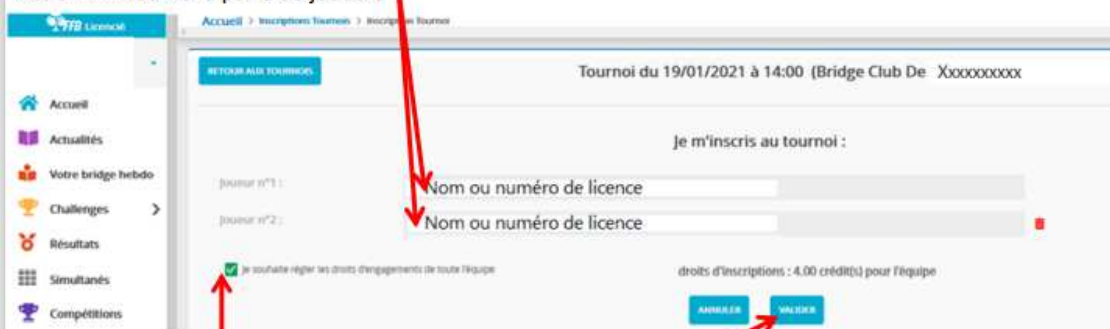 FFB Licencié
Accueil > Inscriptions Tournois > Inscription Tournoi
RETOUR AUX TOURNOIS
Tournoi du 19/01/2021 à 14:00 (Bridge Club De Xxxxxxxxxx
Accueil
Actualités
Votre bridge hebdo
Challenges >
Résultats
Simultanés
Compétitions
Je m'inscris au tournoi :
Joueur n°1 :
Nom ou numéro de licence
Joueur n°2 :
Nom ou numéro de licence
Je souhaite régler les droits d'engagements de toute l'équipe
droits d'inscriptions : 4.00 crédit(s) pour l'équipe
ANNULER
VALIDER